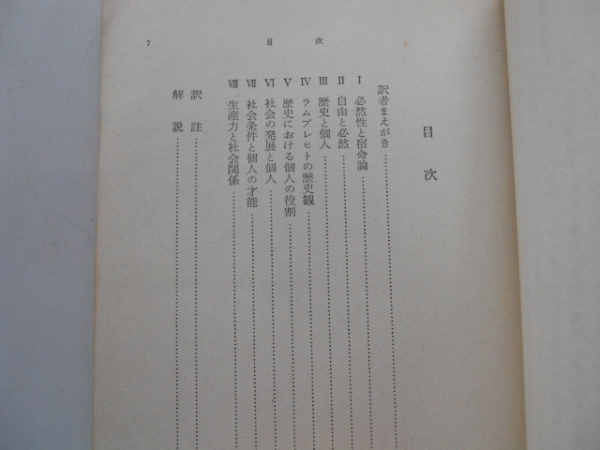 7 目次
目次
訳者まえがき
I 必然性と宿命論
II 自由と必然
III 歴史と個人
IV ラムプレヒトの歴史観
V 歴史における個人の役割
VI 社会の発展と個人
VII 社会条件と個人の才能
VIII 生産力と社会関係
訳註
解説